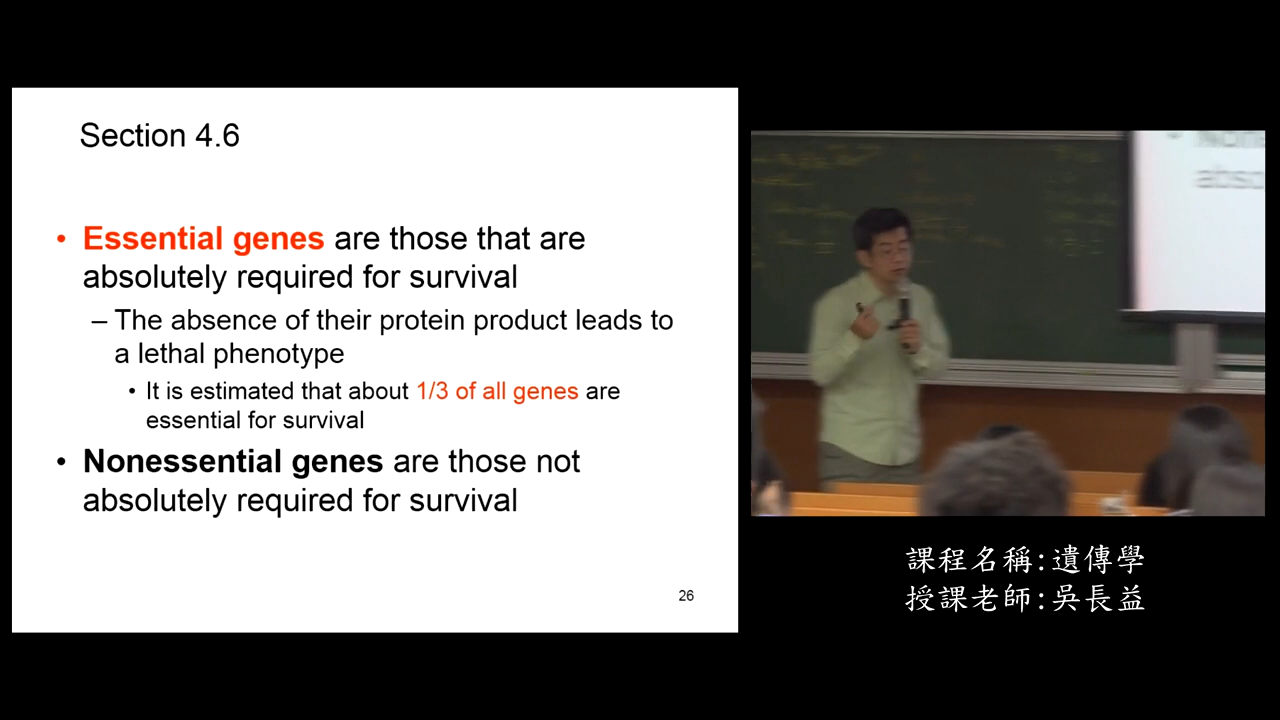 Section 4.6
• Essential genes are those that are
absolutely required for survival
– The absence of their protein product leads to
a lethal phenotype
• It is estimated that about 1/3 of all genes are
essential for survival
• Nonessential genes are those not
absolutely required for survival
26
課程名稱:遺傳學
授課老師:吳長益